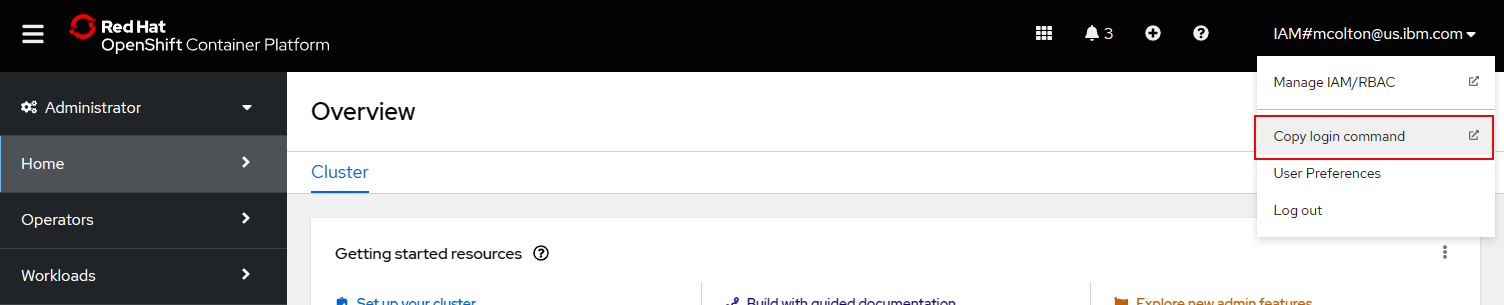 Red Hat
OpenShift Container Platform
3
IAM#mcolton@us.ibm.com
Manage IAM/RBAC
Copy login command
User Preferences
Log out
Administrator
Home
Operators
Workloads
Overview
Cluster
Getting started resources
Set up your cluster
Build with guided documentation
Explore new admin features